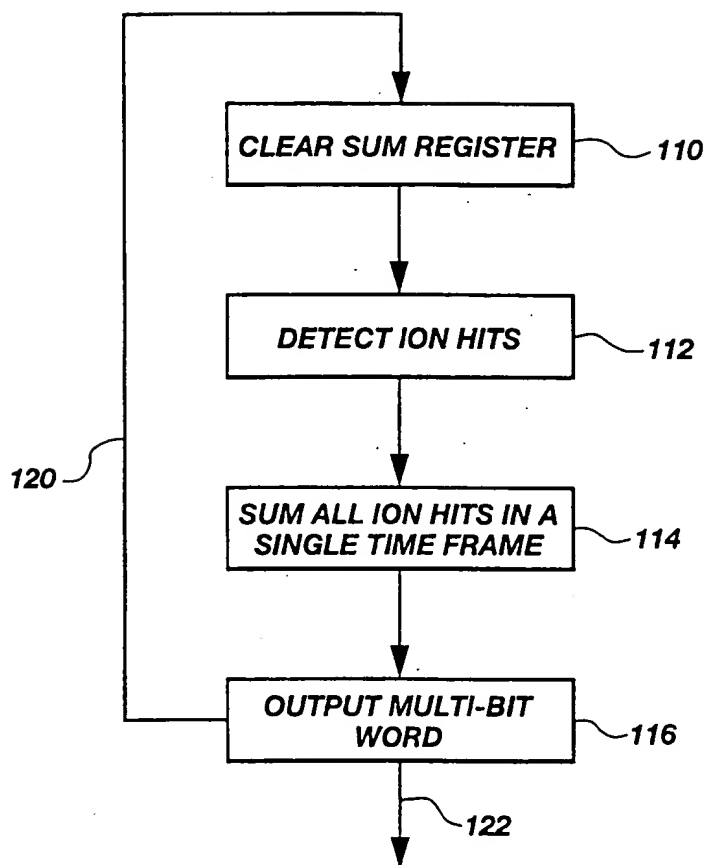 CLEAR SUM REGISTER
110
DETECT ION HITS
112
120
SUM ALL ION HITS IN A
SINGLE TIME FRAME
114
OUTPUT MULTI-BIT
WORD
116
122